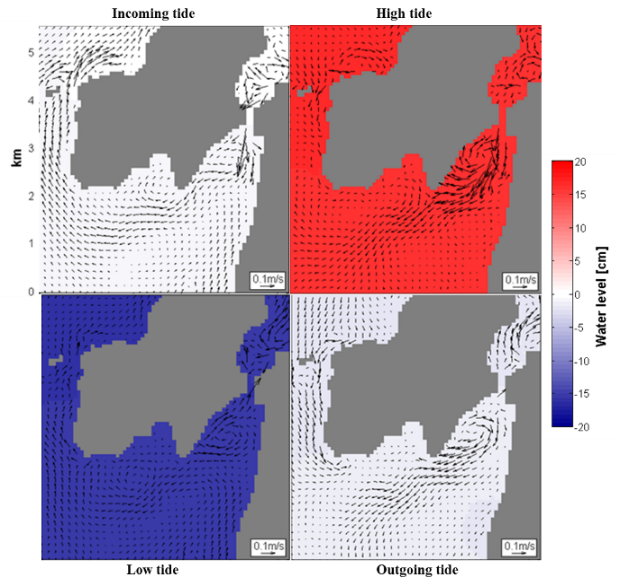 Incoming tide
High tide
5
4
km
3
2
1
0
0.1m/s
0.1m/s
20
15
10
5
0
-5
-10
-15
-20
Water level [cm]
0.1m/s
0.1m/s
Low tide
Outgoing tide